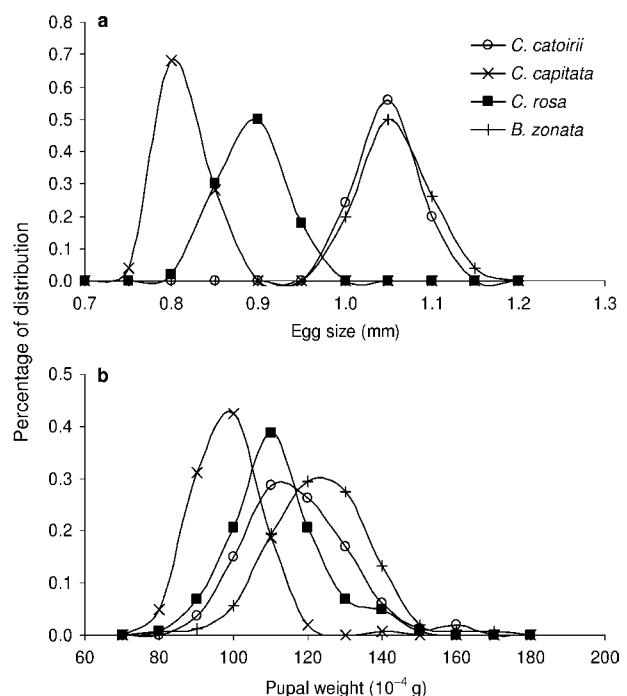 a
0.8
0.7
0.6
0.5
0.4
0.3
0.2
0.1
0.0
0.7 0.8 0.9 1.0 1.1 1.2 1.3
Egg size (mm)
C. catoirii
C. capitata
C. rosa
B. zonata
Percentage of distribution
b
0.5
0.4
0.3
0.2
0.1
0.0
60 80 100 120 140 160 180 200
Pupal weight (10⁻⁴ g)